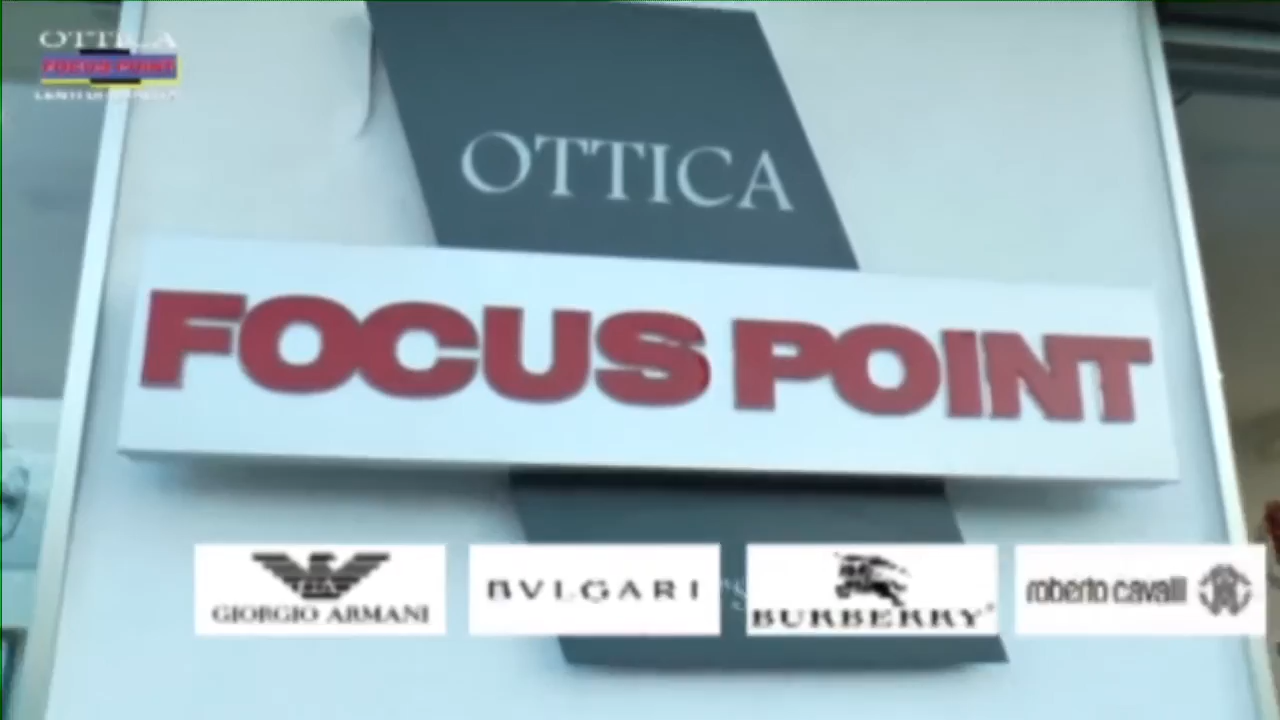 OTTICA
FOCUS POINT
OTTICA
FOCUS POINT
GIORGIO ARMANI
BVLGARI
BURBERRY
roberto cavalli